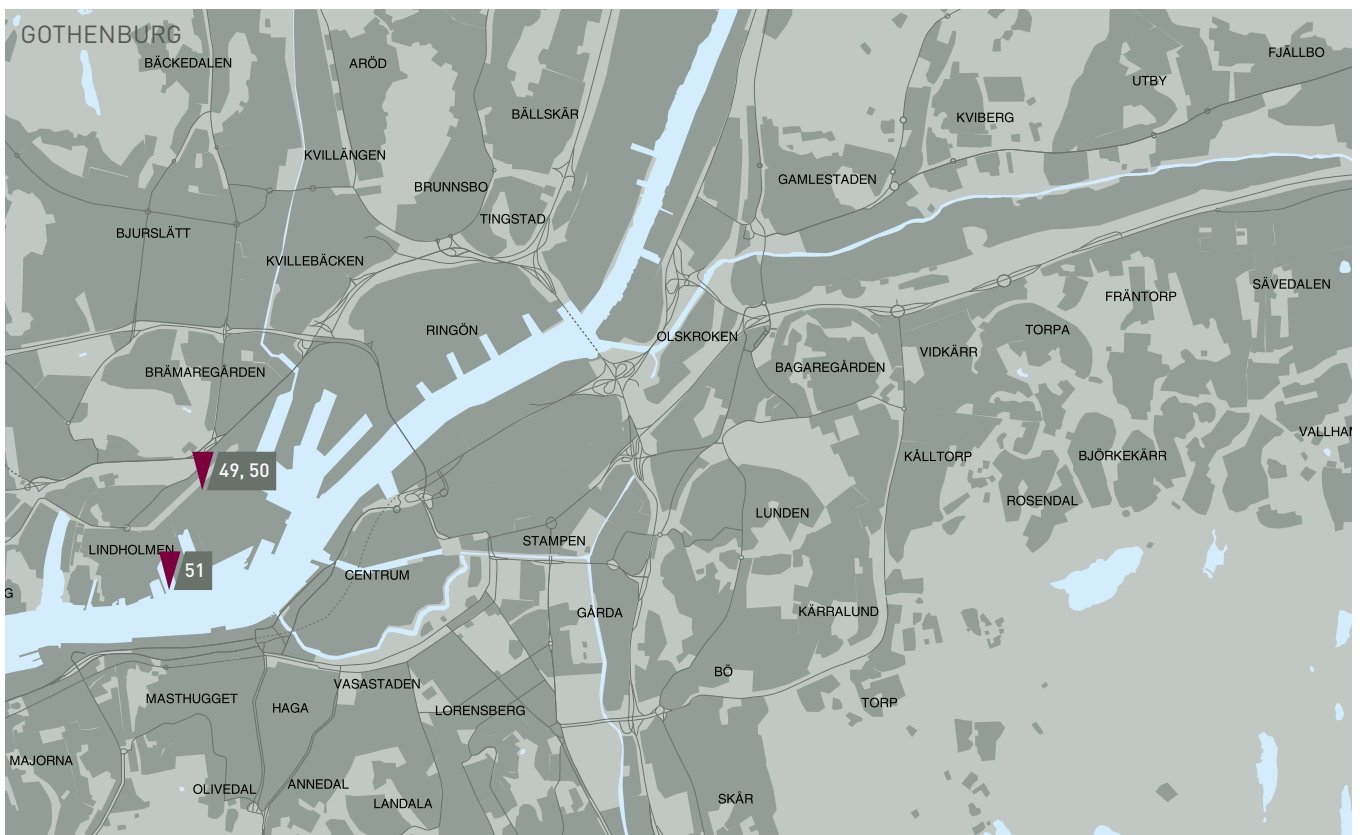 GOTHENBURG
FJÄLLBO
BÄCKEDALEN
ARÖD
UTBY
BÄLLSKÄR
KVIBERG
KVILLÄNGEN
BRUNNSBO
GAMLESTADEN
TINGSTAD
BJURSLÄTT
KVILLEBÄCKEN
SÄVEDALEN
FRÄNTORP
RINGÖN
OLSKROKEN
TORPA
VIDKÄRR
BRÄMAREGÅRDEN
BAGAREGÅRDEN
VALLHAM
KÅLLTORP
BJÖRKEKÄRR
49, 50
ROSENDAL
LUNDEN
STAMPEN
LINDHOLMEN
51
CENTRUM
G
GÅRDA
KÄRRALUND
BÖ
VASASTADEN
MASTHUGGET
HAGA
LORENSBERG
TORP
MAJORNA
OLIVEDAL
ANNEDAL
LANDALA
SKÅR